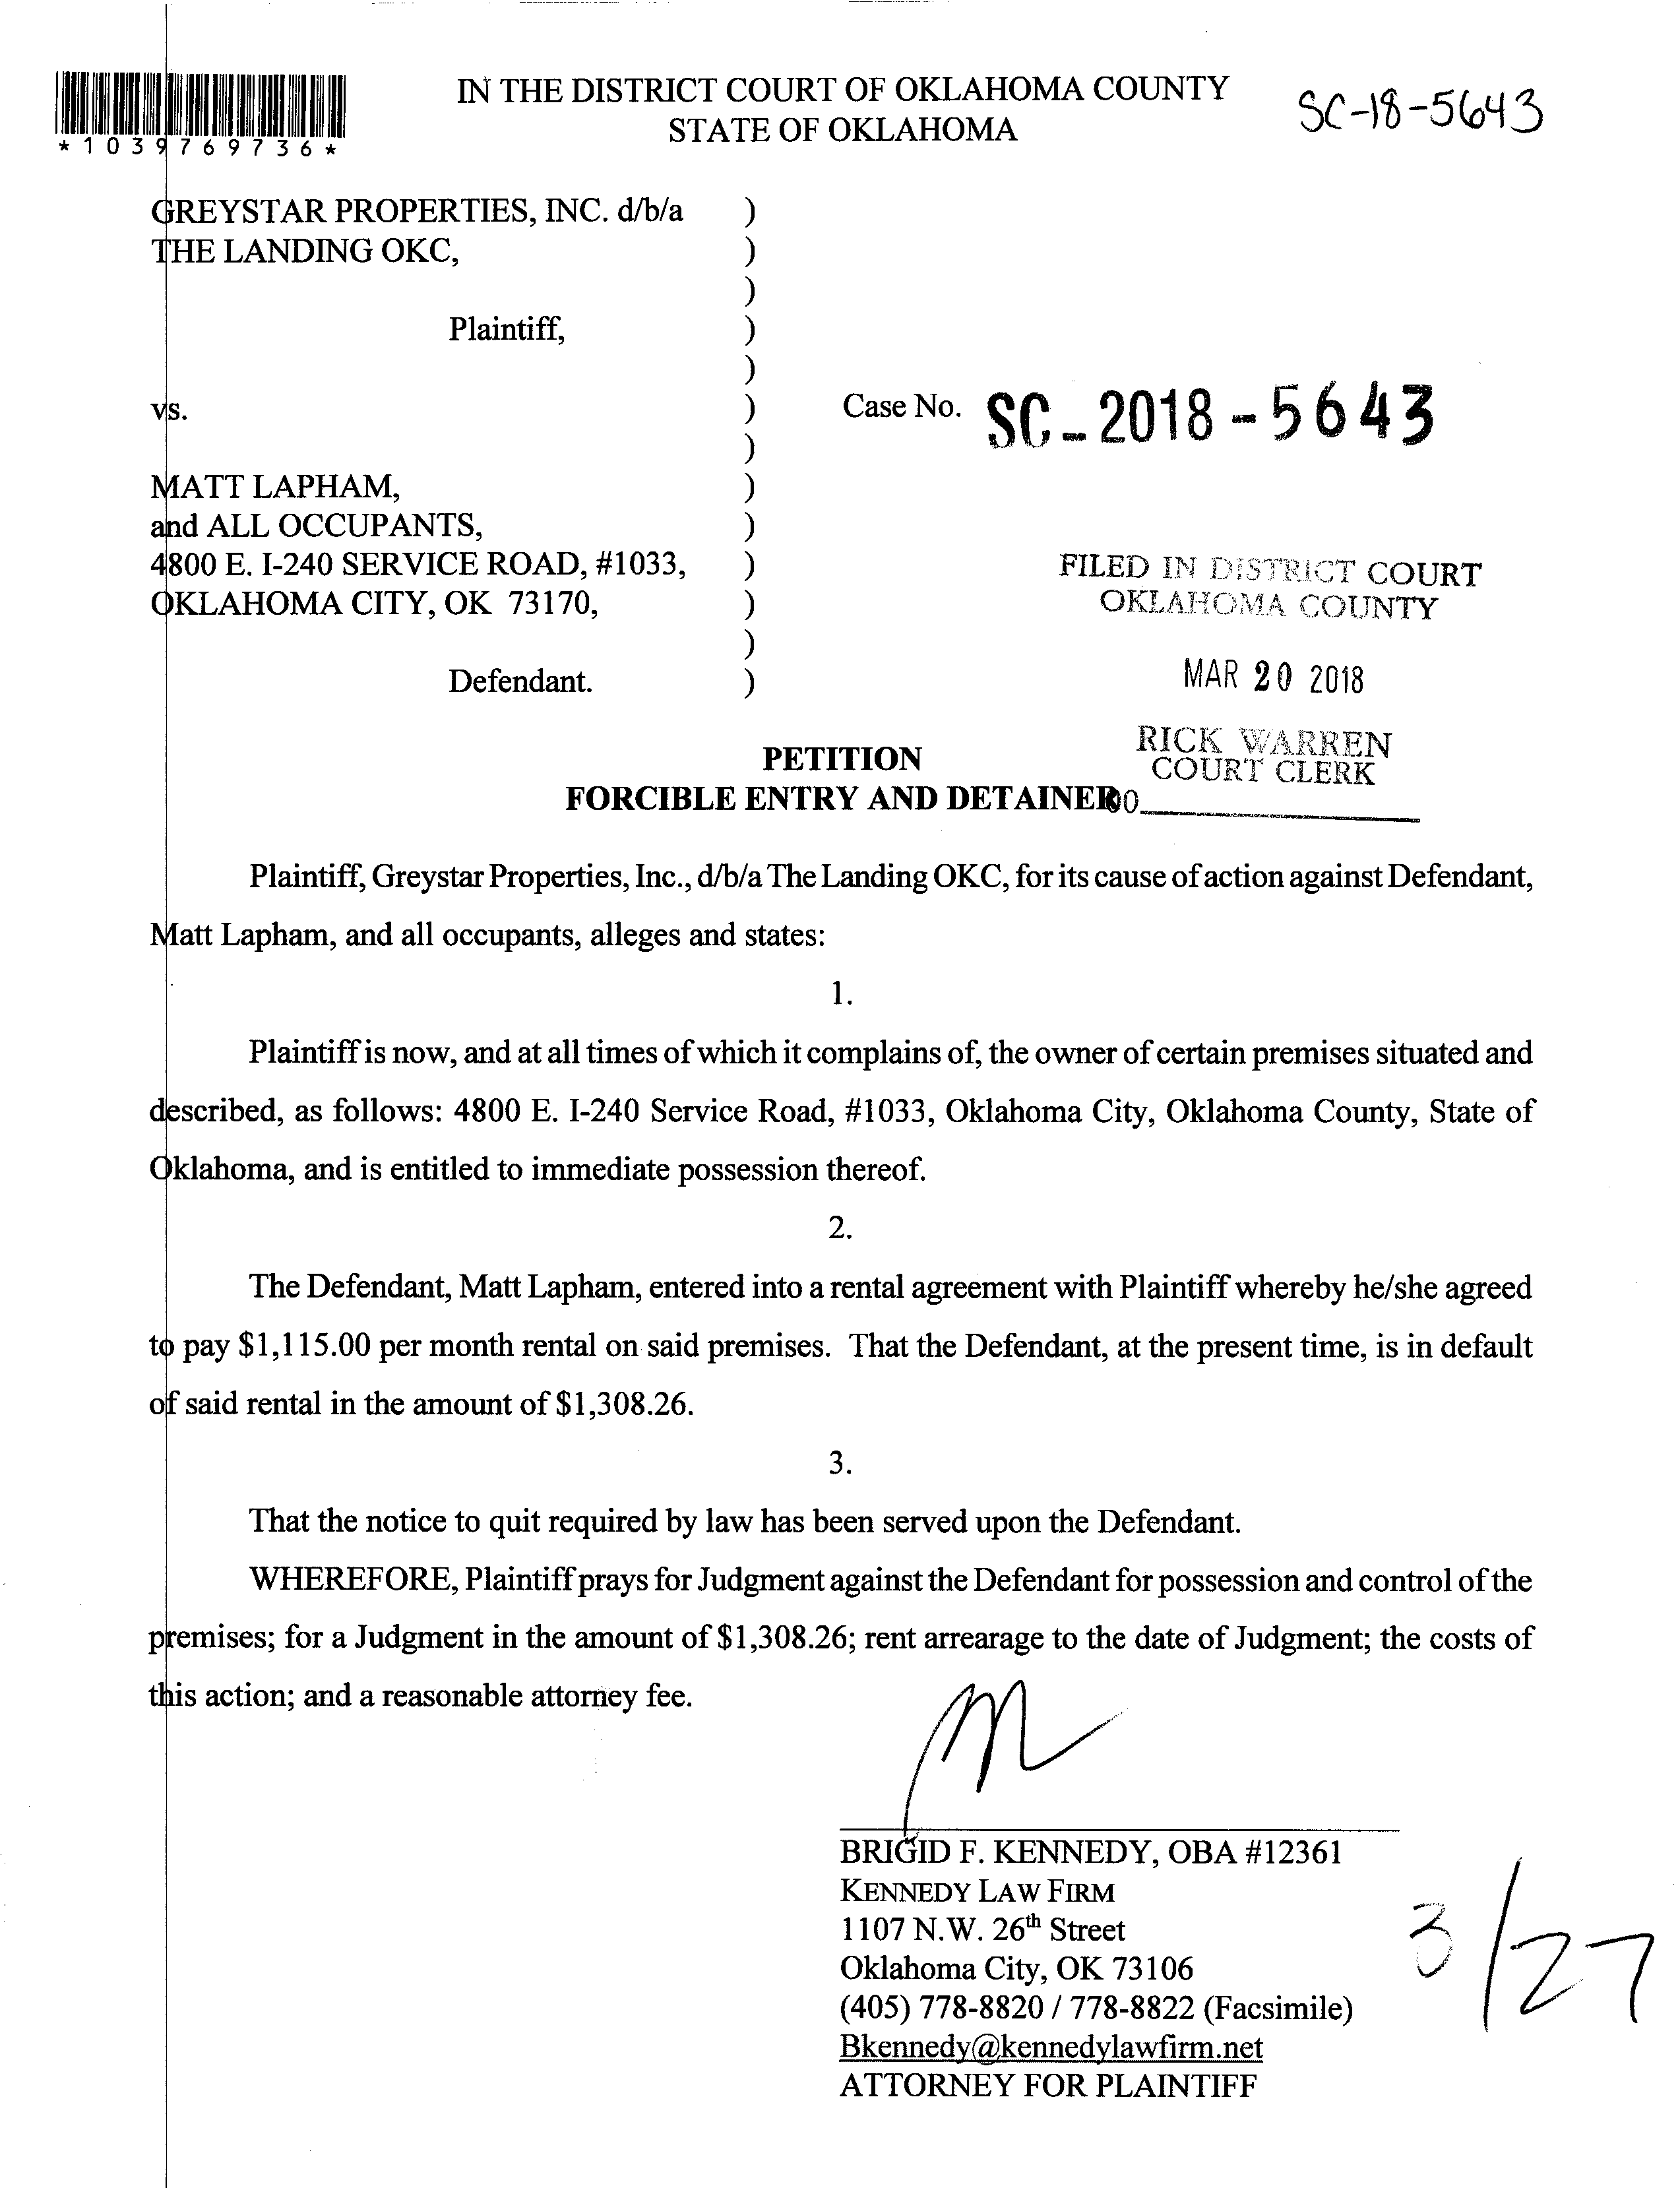 IN THE DISTRICT COURT OF OKLAHOMA COUNTY
STATE OF OKLAHOMA
SC-18-5643
*1039769736*
GREYSTAR PROPERTIES, INC. d/b/a )
THE LANDING OKC, )
)
Plaintiff, )
)
vs. )
Case No. SC-2018-5643
)
MATT LAPHAM, )
and ALL OCCUPANTS, )
4800 E. I-240 SERVICE ROAD, #1033, )
OKLAHOMA CITY, OK 73170, )
)
Defendant. )
FILED IN DISTRICT COURT
OKLAHOMA COUNTY
MAR 20 2018
RICK WARREN
COURT CLERK
PETITION
FORCIBLE ENTRY AND DETAINER
Plaintiff, Greystar Properties, Inc., d/b/a The Landing OKC, for its cause of action against Defendant,
Matt Lapham, and all occupants, alleges and states:
1.
Plaintiff is now, and at all times of which it complains of, the owner of certain premises situated and
described, as follows: 4800 E. I-240 Service Road, #1033, Oklahoma City, Oklahoma County, State of
Oklahoma, and is entitled to immediate possession thereof.
2.
The Defendant, Matt Lapham, entered into a rental agreement with Plaintiff whereby he/she agreed
to pay $1,115.00 per month rental on said premises. That the Defendant, at the present time, is in default
of said rental in the amount of $1,308.26.
3.
That the notice to quit required by law has been served upon the Defendant.
WHEREFORE, Plaintiff prays for Judgment against the Defendant for possession and control of the
premises; for a Judgment in the amount of $1,308.26; rent arrearage to the date of Judgment; the costs of
this action; and a reasonable attorney fee.
BRIGID F. KENNEDY, OBA #12361
KENNEDY LAW FIRM
1107 N.W. 26th Street
Oklahoma City, OK 73106
(405) 778-8820 / 778-8822 (Facsimile)
Bkennedy@kennedylawfirm.net
ATTORNEY FOR PLAINTIFF
3/27